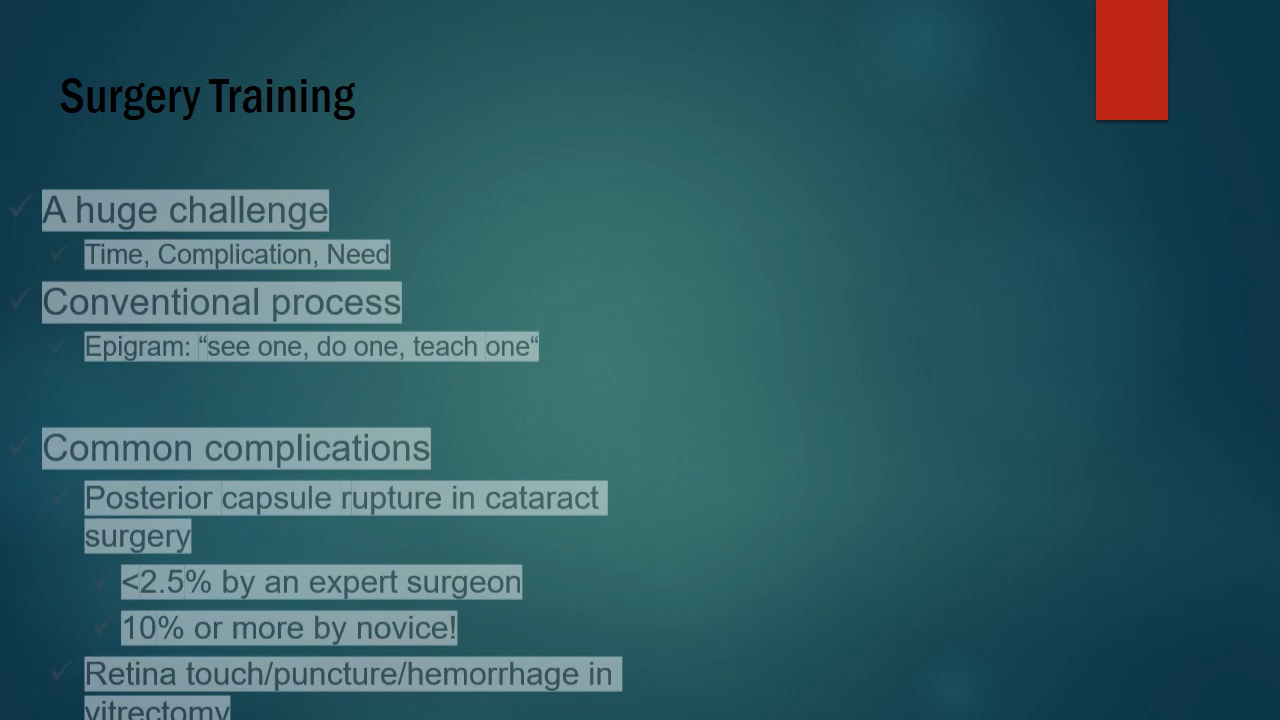 Surgery Training
A huge challenge
Time, Complication, Need
Conventional process
Epigram: “see one, do one, teach one“
Common complications
Posterior capsule rupture in cataract
surgery
<2.5% by an expert surgeon
10% or more by novice!
Retina touch/puncture/hemorrhage in
vitrectomy